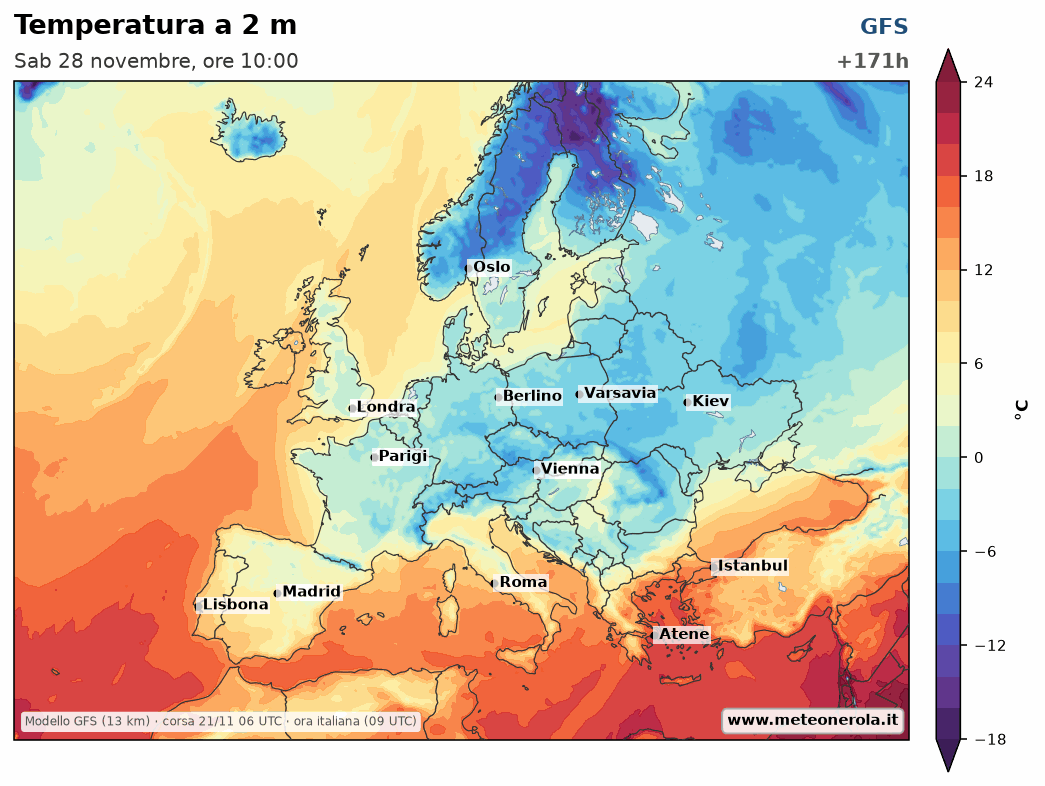 Temperatura a 2 m
GFS
Sab 28 novembre, ore 10:00
+171h
24
18
12
6
0
−6
−12
−18
°C
Oslo
Londra
Berlino
Varsavia
Kiev
Parigi
Vienna
Istanbul
Roma
Madrid
Lisbona
Atene
Modello GFS (13 km) · corsa 21/11 06 UTC · ora italiana (09 UTC)
www.meteonerola.it